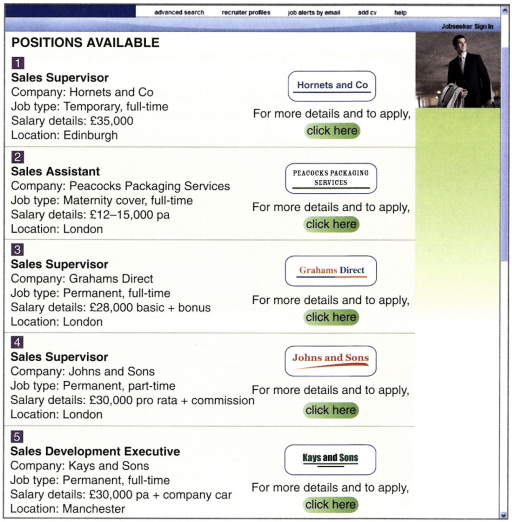 advanced search recruiter profiles job alerts by email add cv help
Jobseeker Sign In
POSITIONS AVAILABLE
1
Sales Supervisor
Company: Hornets and Co
Job type: Temporary, full-time
Salary details: £35,000
Location: Edinburgh
Hornets and Co
For more details and to apply,
click here
2
Sales Assistant
Company: Peacocks Packaging Services
Job type: Maternity cover, full-time
Salary details: £12–15,000 pa
Location: London
PEACOCKS PACKAGING
SERVICES
For more details and to apply,
click here
3
Sales Supervisor
Company: Grahams Direct
Job type: Permanent, full-time
Salary details: £28,000 basic + bonus
Location: London
Grahams Direct
For more details and to apply,
click here
4
Sales Supervisor
Company: Johns and Sons
Job type: Permanent, part-time
Salary details: £30,000 pro rata + commission
Location: London
Johns and Sons
For more details and to apply,
click here
5
Sales Development Executive
Company: Kays and Sons
Job type: Permanent, full-time
Salary details: £30,000 pa + company car
Location: Manchester
Kays and Sons
For more details and to apply,
click here